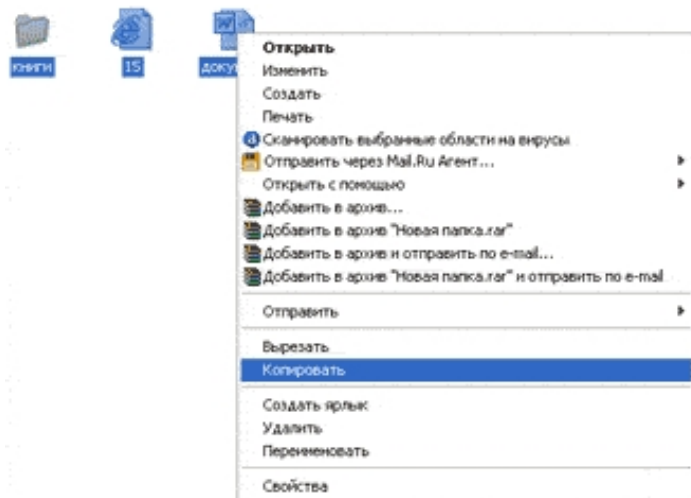 книги
15
доку
Открыть
Изменить
Создать
Печать
Сканировать выбранные области на вирусы
Отправить через Mail.Ru Агент...
Открыть с помощью
Добавить в архив...
Добавить в архив "Новая папка.rar"
Добавить в архив и отправить по e-mail...
Добавить в архив "Новая папка.rar" и отправить по e-mail
Отправить
Вырезать
Копировать
Создать ярлык
Удалить
Переименовать
Свойства